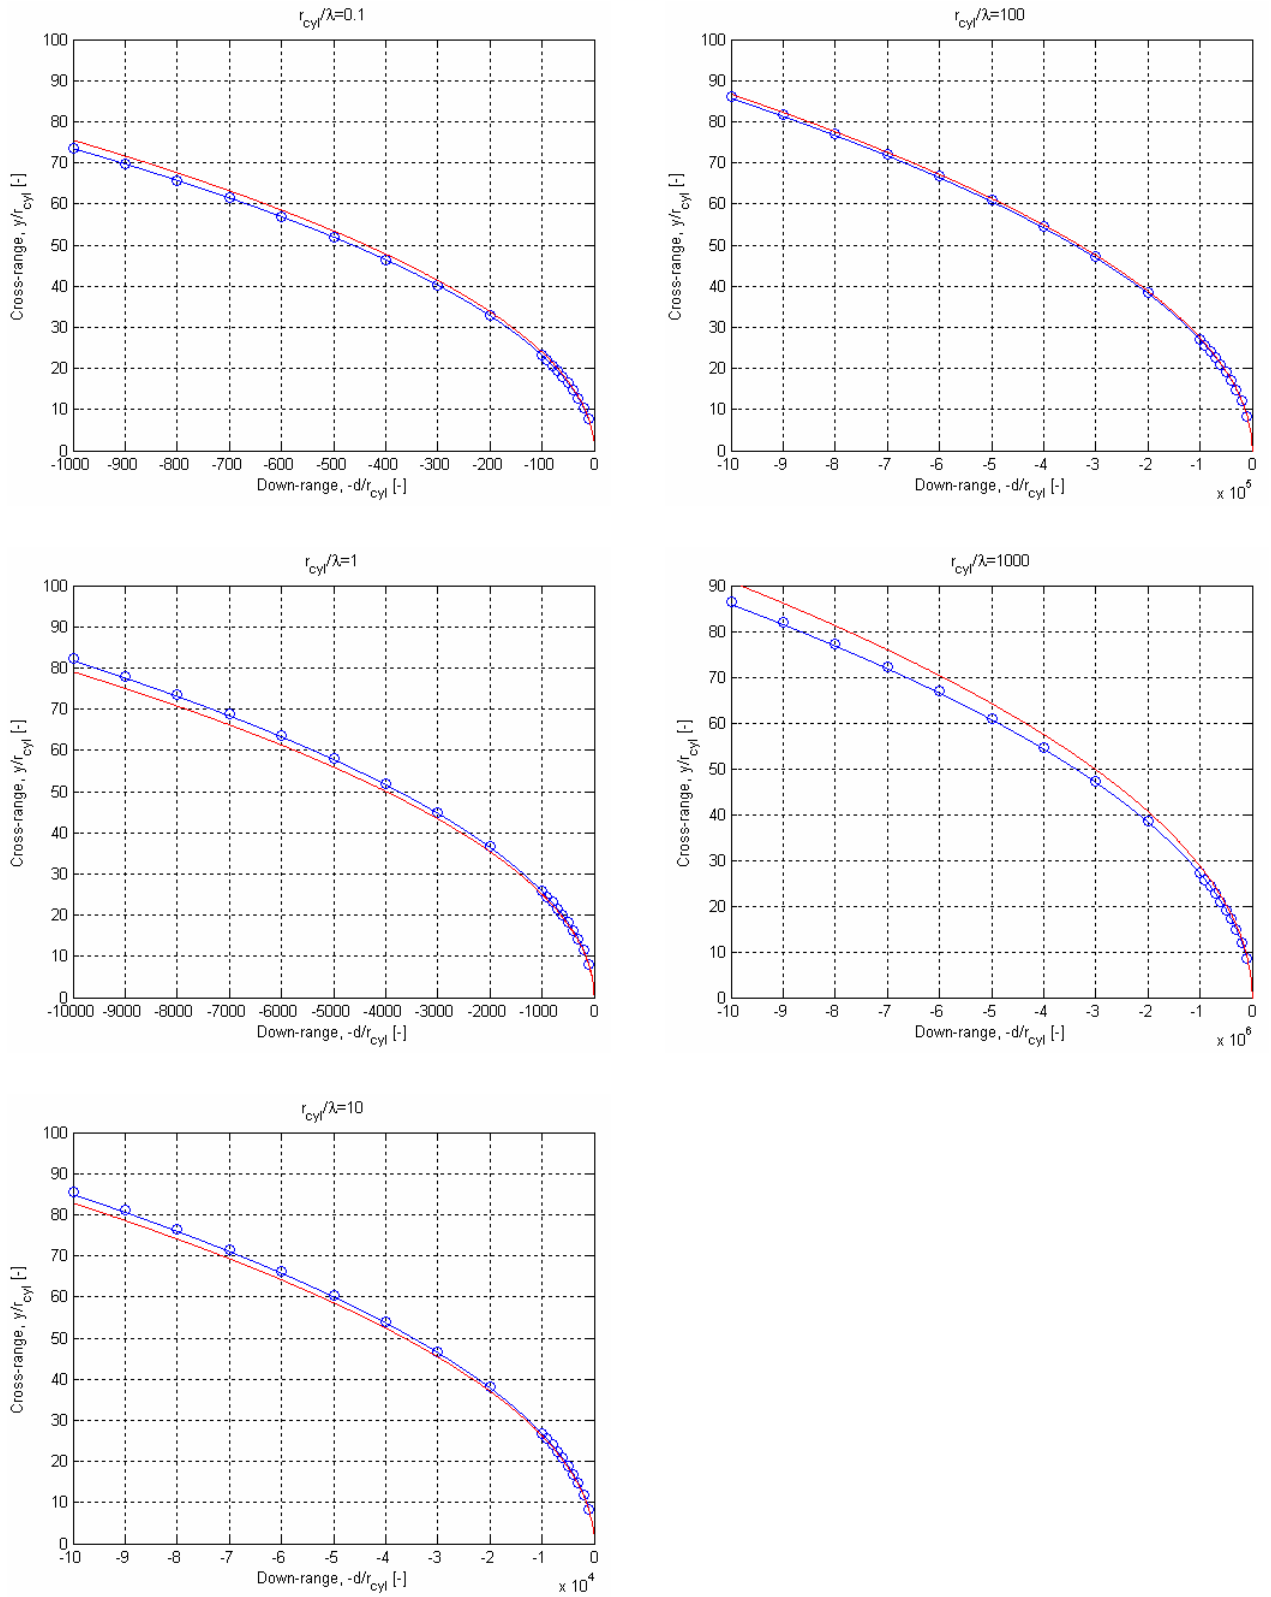 r_cyl/λ=0.1
100
90
80
70
60
50
40
30
20
10
0
Cross-range, y/r_cyl [-]
-1000 -900 -800 -700 -600 -500 -400 -300 -200 -100 0
Down-range, -d/r_cyl [-]
r_cyl/λ=100
100
90
80
70
60
50
40
30
20
10
0
Cross-range, y/r_cyl [-]
-10 -9 -8 -7 -6 -5 -4 -3 -2 -1 0
Down-range, -d/r_cyl [-]
x 10^5
r_cyl/λ=1
100
90
80
70
60
50
40
30
20
10
0
Cross-range, y/r_cyl [-]
-10000 -9000 -8000 -7000 -6000 -5000 -4000 -3000 -2000 -1000 0
Down-range, -d/r_cyl [-]
r_cyl/λ=1000
90
80
70
60
50
40
30
20
10
0
Cross-range, y/r_cyl [-]
-10 -9 -8 -7 -6 -5 -4 -3 -2 -1 0
Down-range, -d/r_cyl [-]
x 10^6
r_cyl/λ=10
100
90
80
70
60
50
40
30
20
10
0
Cross-range, y/r_cyl [-]
-10 -9 -8 -7 -6 -5 -4 -3 -2 -1 0
Down-range, -d/r_cyl [-]
x 10^4